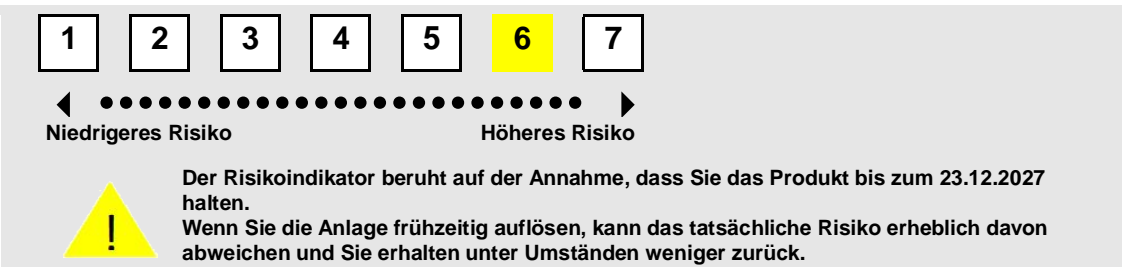 1 2 3 4 5 6 7
Niedrigeres Risiko Höheres Risiko
Der Risikoindikator beruht auf der Annahme, dass Sie das Produkt bis zum 23.12.2027
halten.
Wenn Sie die Anlage frühzeitig auflösen, kann das tatsächliche Risiko erheblich davon
abweichen und Sie erhalten unter Umständen weniger zurück.
!